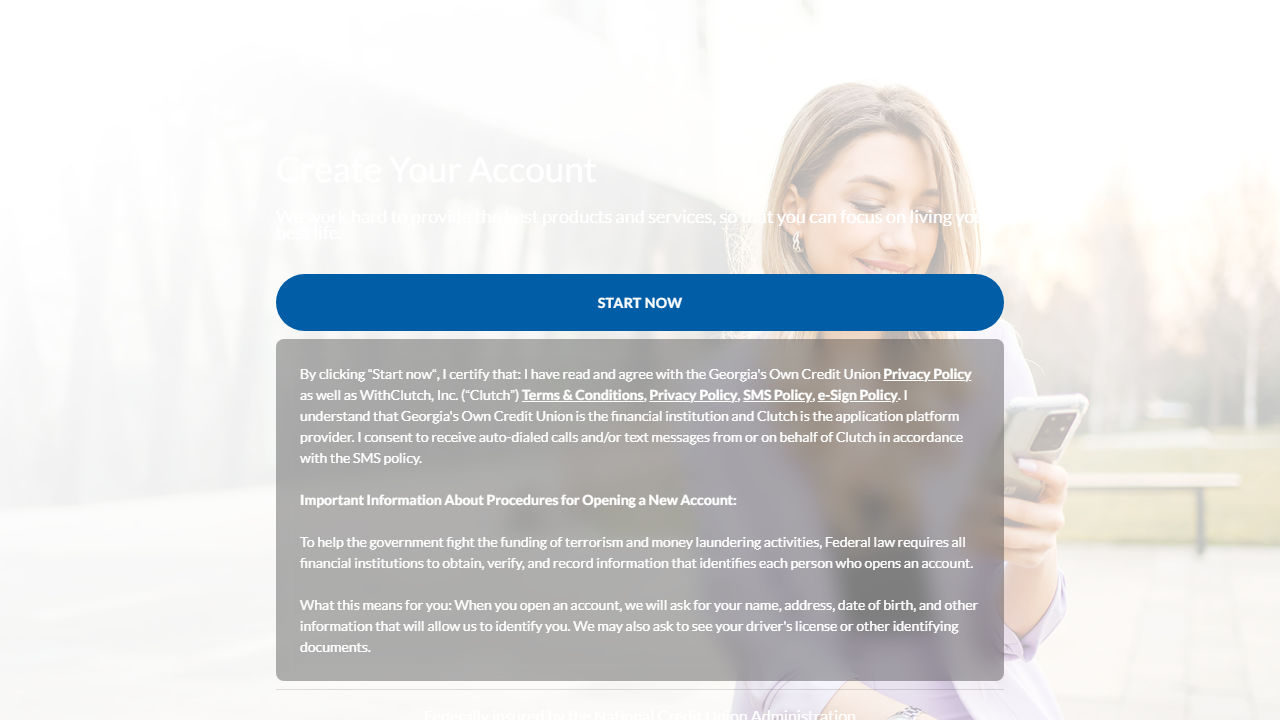 Create Your Account
We work hard to provide the best products and services, so that you can focus on living your
best life.
START NOW
By clicking "Start now", I certify that: I have read and agree with the Georgia's Own Credit Union Privacy Policy
as well as WithClutch, Inc. ("Clutch") Terms & Conditions, Privacy Policy, SMS Policy, e-Sign Policy. I
understand that Georgia's Own Credit Union is the financial institution and Clutch is the application platform
provider. I consent to receive auto-dialed calls and/or text messages from or on behalf of Clutch in accordance
with the SMS policy.
Important Information About Procedures for Opening a New Account:
To help the government fight the funding of terrorism and money laundering activities, Federal law requires all
financial institutions to obtain, verify, and record information that identifies each person who opens an account.
What this means for you: When you open an account, we will ask for your name, address, date of birth, and other
information that will allow us to identify you. We may also ask to see your driver's license or other identifying
documents.
Federally insured by the National Credit Union Administration